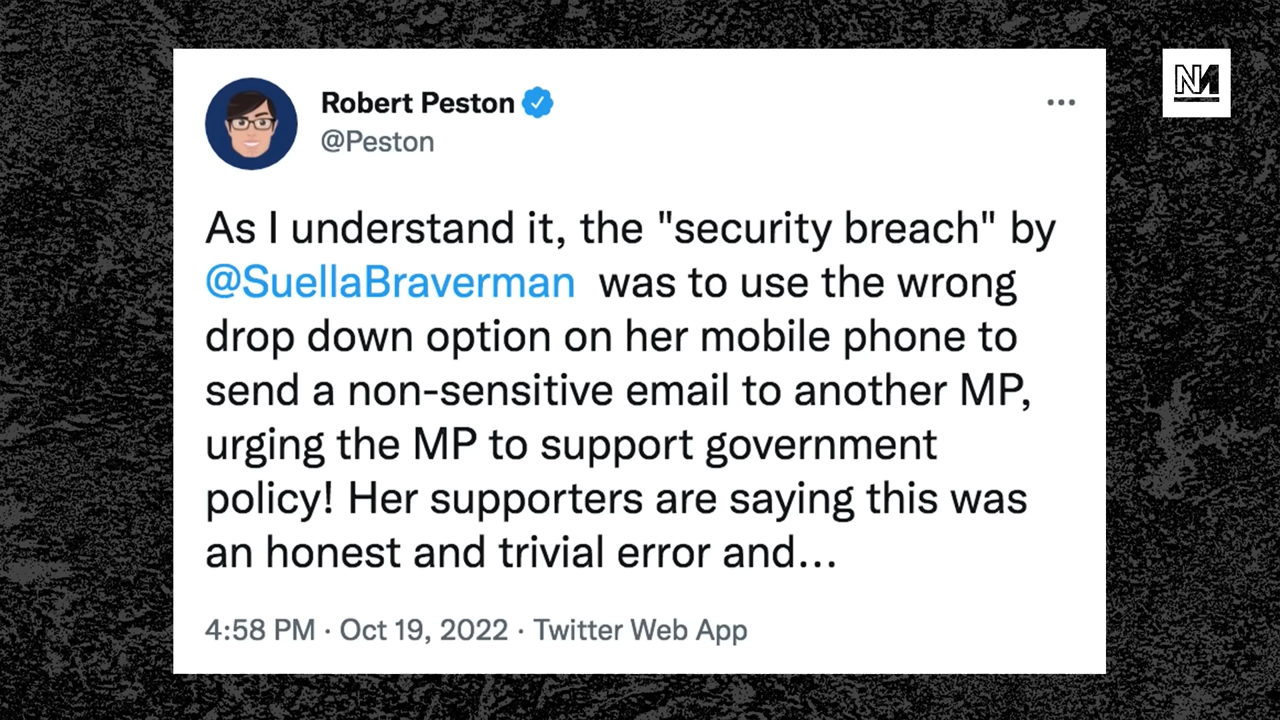 NM
Robert Peston
@Peston
As I understand it, the "security breach" by
@SuellaBraverman was to use the wrong
drop down option on her mobile phone to
send a non-sensitive email to another MP,
urging the MP to support government
policy! Her supporters are saying this was
an honest and trivial error and...
4:58 PM · Oct 19, 2022 · Twitter Web App